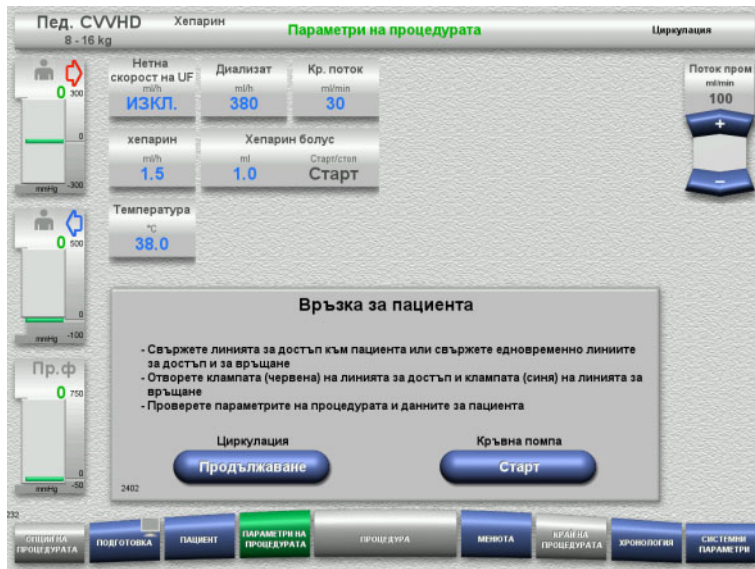 Пед. CVVHD
Хепарин
Параметри на процедурата
Циркулация
8 - 16 kg
0
300
0
-300
mmHg
Нетна
скорост на UF
ml/h
ИЗКЛ.
Диализат
ml/h
380
Кр. поток
ml/min
30
Поток пром
ml/min
100
+
–
хепарин
ml/h
1.5
Хепарин болус
ml
1.0
Старт/стоп
Старт
Температура
°C
38.0
0
500
0
-100
mmHg
Пр.ф
0
750
0
-50
mmHg
Връзка за пациента
- Свържете линията за достъп към пациента или свържете едновременно линиите
за достъп и за връщане
- Отворете клампата (червена) на линията за достъп и клампата (синя) на линията за
връщане
- Проверете параметрите на процедурата и данните за пациента
Циркулация
Продължаване
Кръвна помпа
Старт
2402
232
ОПЦИИ НА
ПРОЦЕДУРАТА
ПОДГОТОВКА
ПАЦИЕНТ
ПАРАМЕТРИ НА
ПРОЦЕДУРАТА
ПРОЦЕДУРА
МЕНЮТА
КРАЙ НА
ПРОЦЕДУРАТА
ХРОНОЛОГИЯ
СИСТЕМНИ
ПАРАМЕТРИ